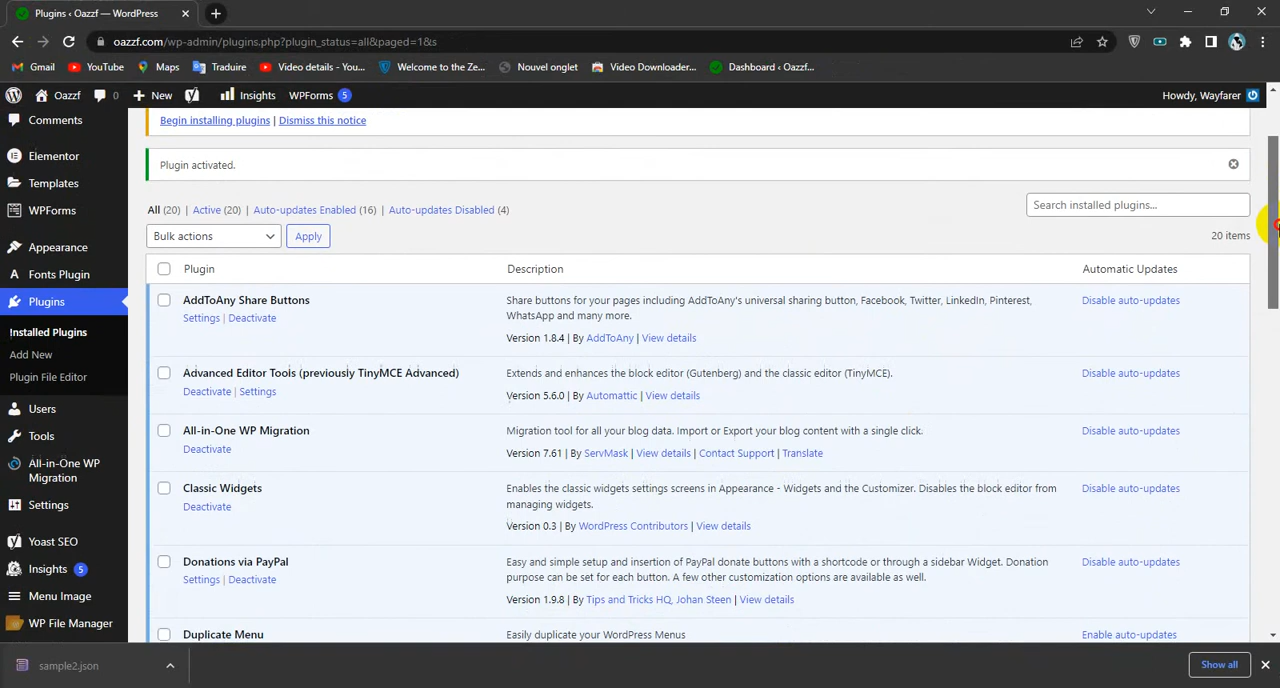 Plugins ‹ Oazzf — WordPress
oazzf.com/wp-admin/plugins.php?plugin_status=all&paged=1&s
Gmail YouTube Maps Traduire Video details - You... Welcome to the Ze... Nouvel onglet Video Downloader... Dashboard ‹ Oazzf...
Oazzf 0 New Insights WPForms 5 Howdy, Wayfarer
Comments
Elementor
Templates
WPForms
Appearance
Fonts Plugin
Plugins
Installed Plugins
Add New
Plugin File Editor
Users
Tools
All-in-One WP
Migration
Settings
Yoast SEO
Insights 5
Menu Image
WP File Manager
Begin installing plugins | Dismiss this notice
Plugin activated.
All (20) | Active (20) | Auto-updates Enabled (16) | Auto-updates Disabled (4)
Search installed plugins...
Bulk actions Apply
20 items
Plugin Description Automatic Updates
AddToAny Share Buttons
Settings | Deactivate
Share buttons for your pages including AddToAny's universal sharing button, Facebook, Twitter, LinkedIn, Pinterest,
WhatsApp and many more.
Version 1.8.4 | By AddToAny | View details
Disable auto-updates
Advanced Editor Tools (previously TinyMCE Advanced)
Deactivate | Settings
Extends and enhances the block editor (Gutenberg) and the classic editor (TinyMCE).
Version 5.6.0 | By Automattic | View details
Disable auto-updates
All-in-One WP Migration
Deactivate
Migration tool for all your blog data. Import or Export your blog content with a single click.
Version 7.61 | By ServMask | View details | Contact Support | Translate
Disable auto-updates
Classic Widgets
Deactivate
Enables the classic widgets settings screens in Appearance - Widgets and the Customizer. Disables the block editor from
managing widgets.
Version 0.3 | By WordPress Contributors | View details
Disable auto-updates
Donations via PayPal
Settings | Deactivate
Easy and simple setup and insertion of PayPal donate buttons with a shortcode or through a sidebar Widget. Donation
purpose can be set for each button. A few other customization options are available as well.
Version 1.9.8 | By Tips and Tricks HQ, Johan Steen | View details
Disable auto-updates
Duplicate Menu
Easily duplicate your WordPress Menus
Enable auto-updates
sample2.json
Show all